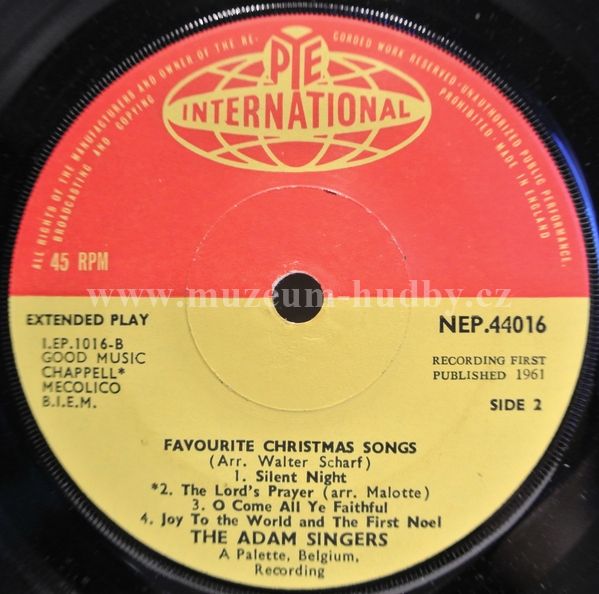 ALL RIGHTS OF THE MANUFACTURERS AND OWNER OF THE RE-
CORDED WORK RESERVED-UNAUTHORIZED PUBLIC PERFORMANCE.
BROADCASTING AND COPYING
PROHIBITED. MADE IN ENGLAND
PYE
INTERNATIONAL
45 RPM
www.muzeum-hudby.cz
EXTENDED PLAY
NEP.44016
I.EP.1016-B
GOOD MUSIC
CHAPPELL*
MECOLICO
B.I.E.M.
RECORDING FIRST
PUBLISHED 1961
SIDE 2
FAVOURITE CHRISTMAS SONGS
(Arr. Walter Scharf)
1. Silent Night
*2. The Lord's Prayer (arr. Malotte)
3. O Come All Ye Faithful
4. Joy To the World and The First Noel
THE ADAM SINGERS
A Palette, Belgium,
Recording